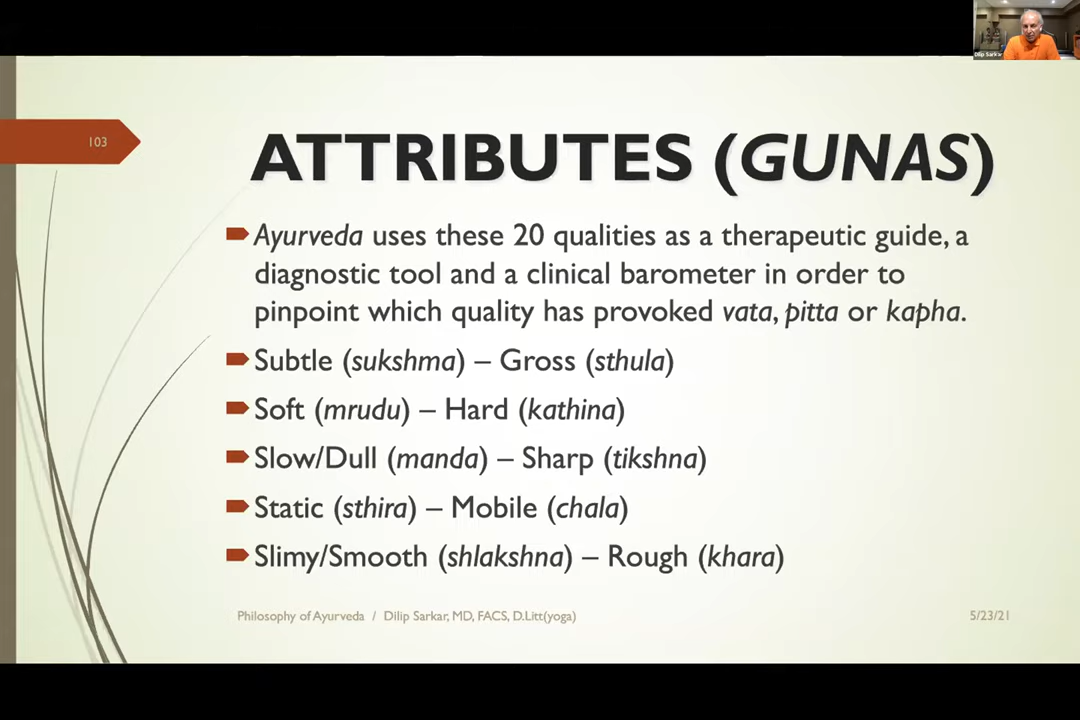 Dilip Sarkar
103
ATTRIBUTES (GUNAS)
Ayurveda uses these 20 qualities as a therapeutic guide, a
diagnostic tool and a clinical barometer in order to
pinpoint which quality has provoked vata, pitta or kapha.
Subtle (sukshma) – Gross (sthula)
Soft (mrudu) – Hard (kathina)
Slow/Dull (manda) – Sharp (tikshna)
Static (sthira) – Mobile (chala)
Slimy/Smooth (shlakshna) – Rough (khara)
Philosophy of Ayurveda / Dilip Sarkar, MD, FACS, D.Litt(yoga)
5/23/21